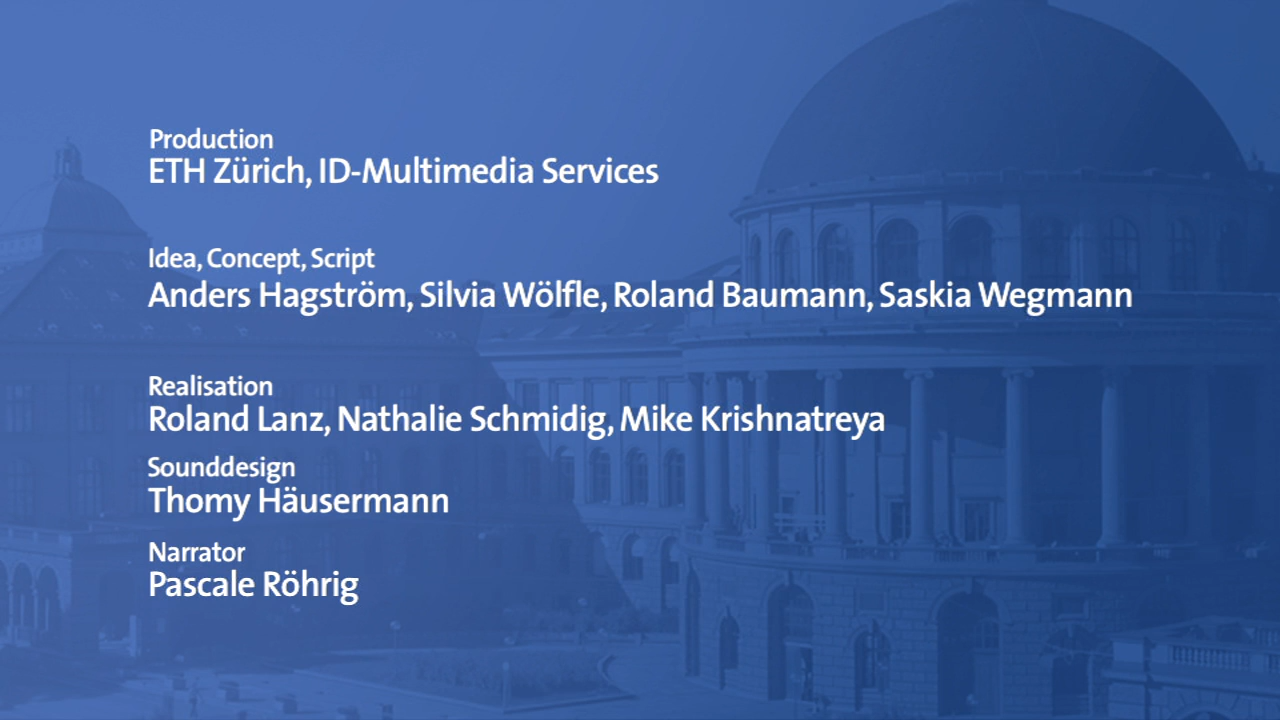 Production
ETH Zürich, ID-Multimedia Services
Idea, Concept, Script
Anders Hagström, Silvia Wölfle, Roland Baumann, Saskia Wegmann
Realisation
Roland Lanz, Nathalie Schmidig, Mike Krishnatreya
Sounddesign
Thomy Häusermann
Narrator
Pascale Röhrig